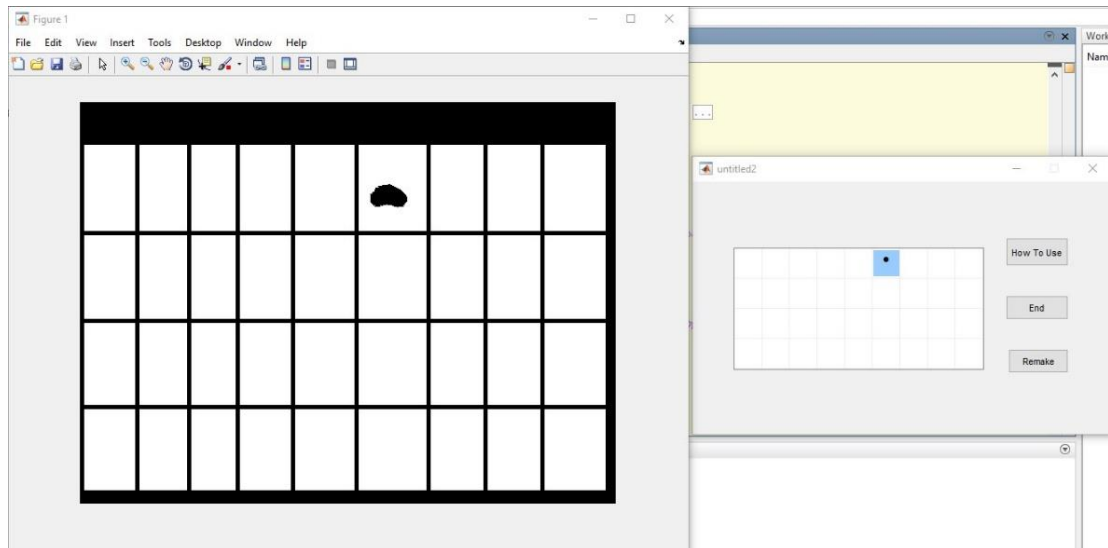 Figure 1
File Edit View Insert Tools Desktop Window Help
...
untitled2
How To Use
End
Remake
Work
Nam